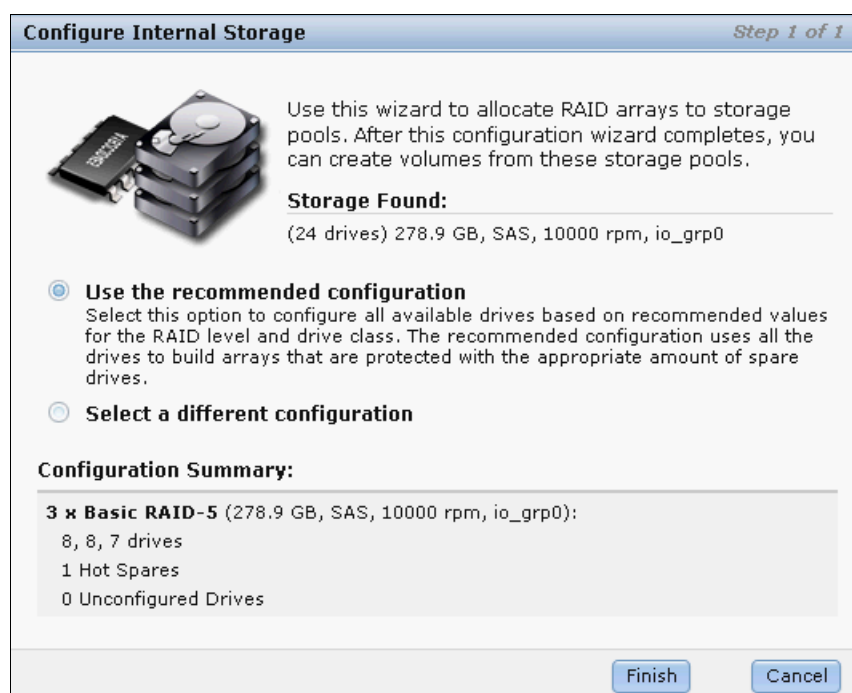 Configure Internal Storage
Step 1 of 1
Use this wizard to allocate RAID arrays to storage
pools. After this configuration wizard completes, you
can create volumes from these storage pools.
Storage Found:
(24 drives) 278.9 GB, SAS, 10000 rpm, io_grp0
Use the recommended configuration
Select this option to configure all available drives based on recommended values
for the RAID level and drive class. The recommended configuration uses all the
drives to build arrays that are protected with the appropriate amount of spare
drives.
Select a different configuration
Configuration Summary:
3 x Basic RAID-5 (278.9 GB, SAS, 10000 rpm, io_grp0):
8, 8, 7 drives
1 Hot Spares
0 Unconfigured Drives
Finish
Cancel